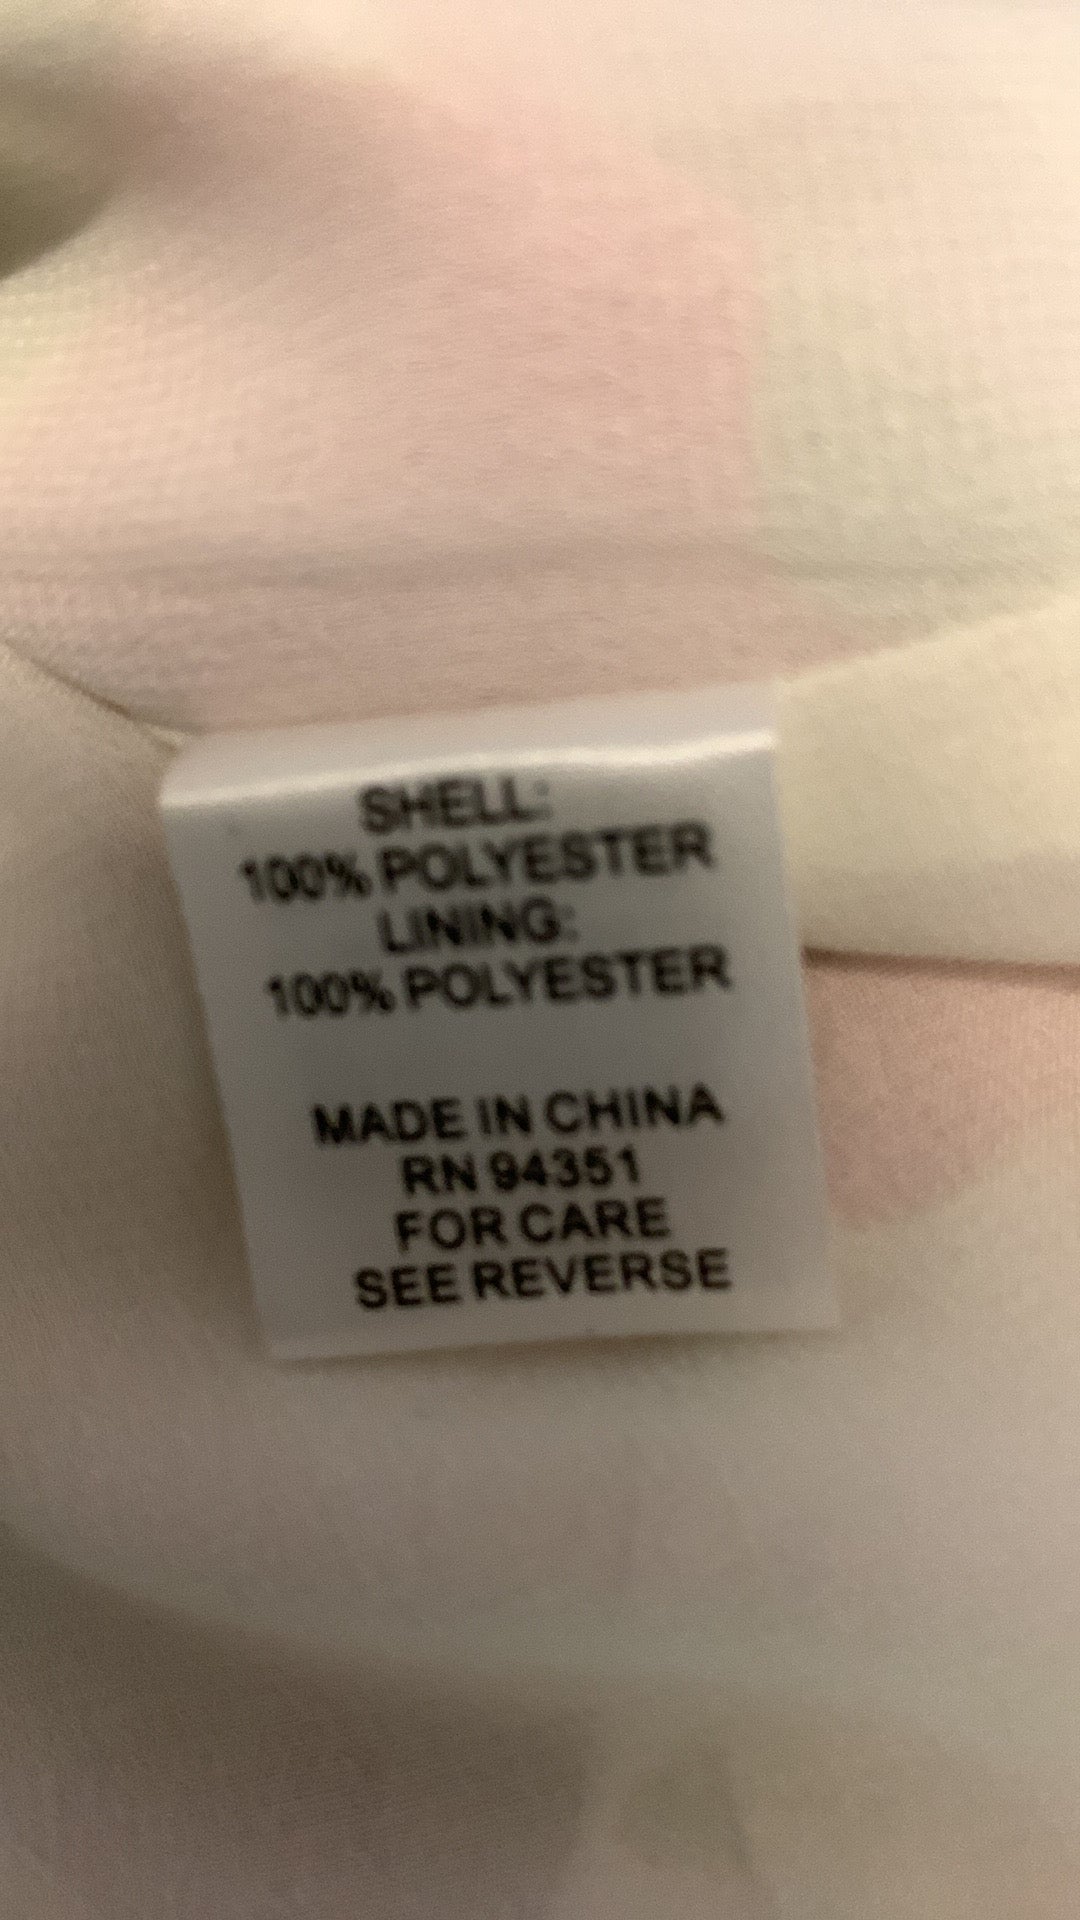 SHELL:
100% POLYESTER
LINING:
100% POLYESTER
MADE IN CHINA
RN 94351
FOR CARE
SEE REVERSE